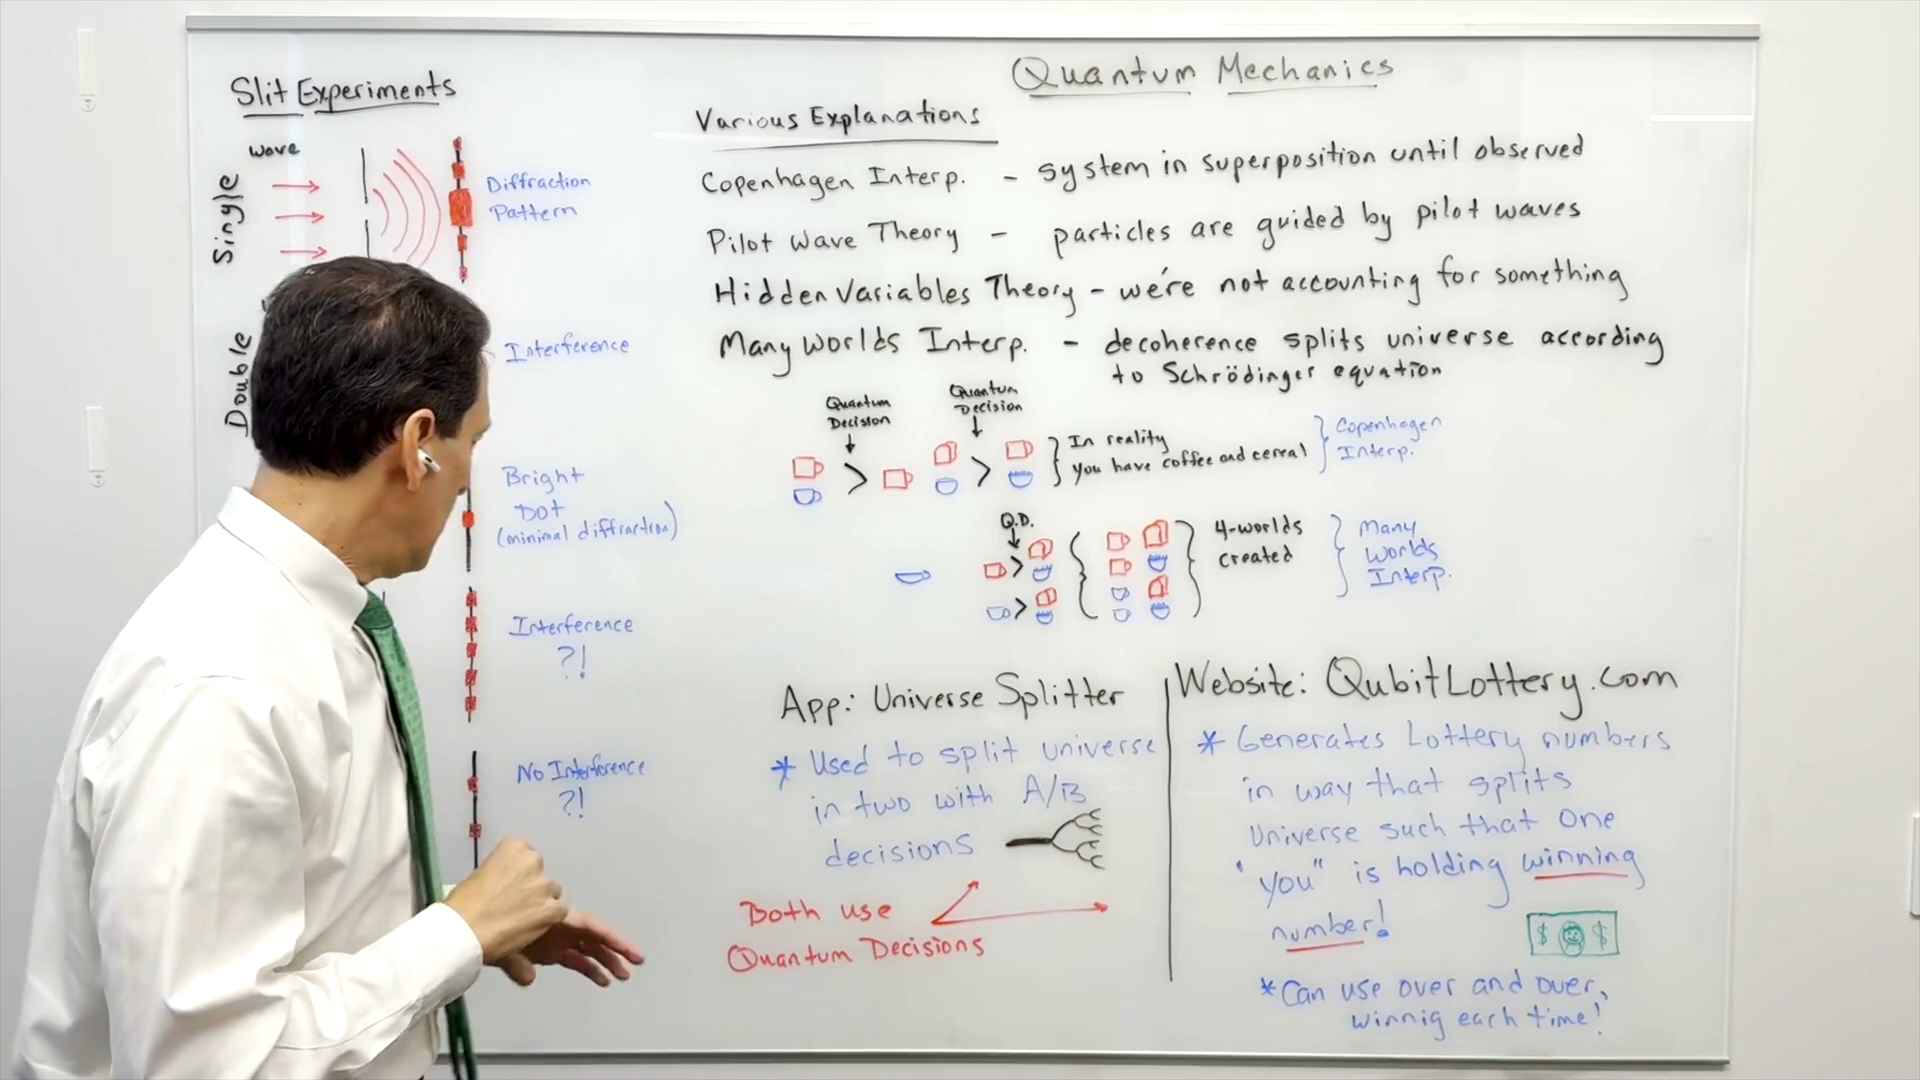 Quantum Mechanics
Slit Experiments
wave
Single
Diffraction
Pattern
Double
Interference
Bright
Dot
(minimal diffraction)
Interference
?!
No Interference
?!
Various Explanations
Copenhagen Interp. - system in superposition until observed
Pilot Wave Theory - particles are guided by pilot waves
Hidden Variables Theory - we're not accounting for something
Many Worlds Interp. - decoherence splits universe according
to Schrödinger equation
Quantum
Decision
Quantum
Decision
In reality
you have coffee and cereal
Copenhagen
Interp.
Q.D.
4-worlds
created
Many
Worlds
Interp.
App: Universe Splitter
* Used to split universe
in two with A/B
decisions
Both use
Quantum Decisions
Website: QubitLottery.com
* Generates Lottery numbers
in way that splits
Universe such that one
"you" is holding winning
number!
$ $
* Can use over and over,
winnig each time!